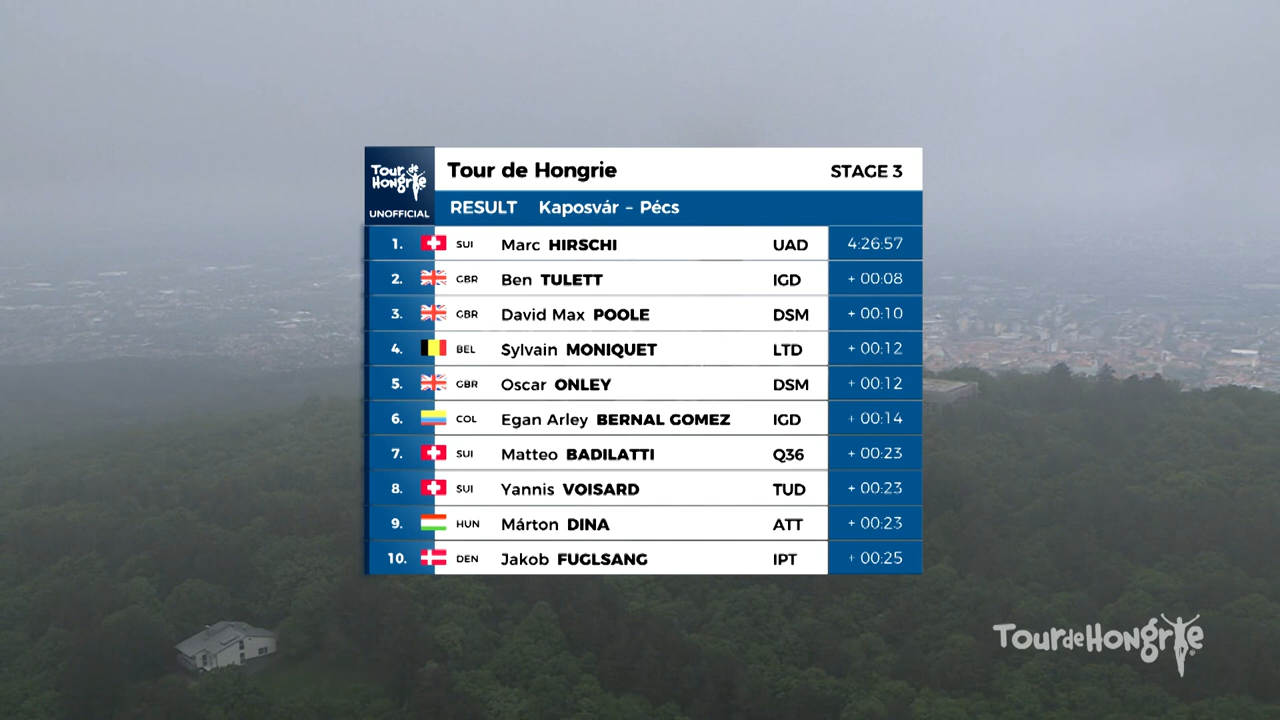 Tour de Hongrie
Tour de Hongrie STAGE 3
UNOFFICIAL RESULT Kaposvár – Pécs
1. SUI Marc HIRSCHI UAD 4:26:57
2. GBR Ben TULETT IGD + 00:08
3. GBR David Max POOLE DSM + 00:10
4. BEL Sylvain MONIQUET LTD + 00:12
5. GBR Oscar ONLEY DSM + 00:12
6. COL Egan Arley BERNAL GOMEZ IGD + 00:14
7. SUI Matteo BADILATTI Q36 + 00:23
8. SUI Yannis VOISARD TUD + 00:23
9. HUN Márton DINA ATT + 00:23
10. DEN Jakob FUGLSANG IPT + 00:25
Tour de Hongrie